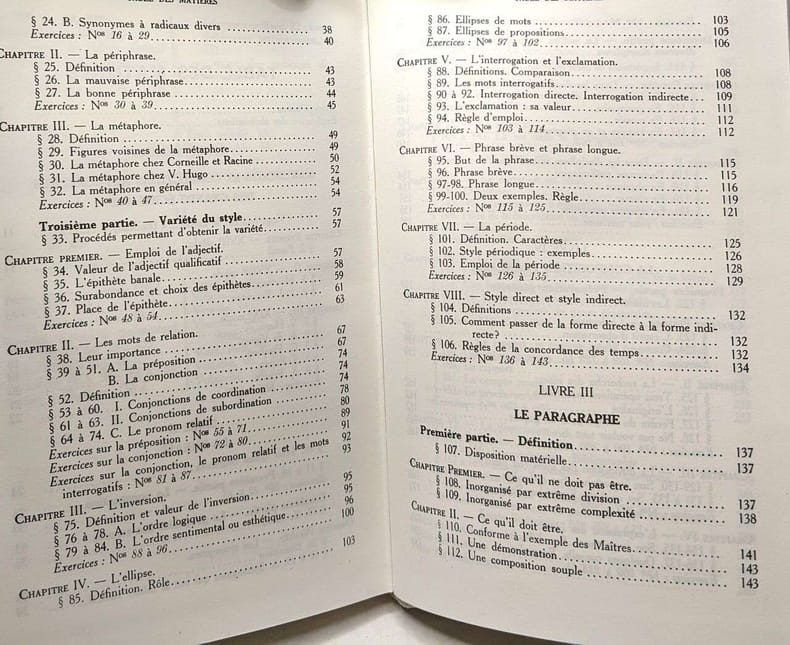 DES MATIÈRES
§ 24. B. Synonymes à radicaux divers ........ 38
Exercices : Nos 16 à 29 ........ 40
CHAPITRE II. — La périphrase.
§ 25. Définition ........ 43
§ 26. La mauvaise périphrase ........ 43
§ 27. La bonne périphrase ........ 44
Exercices : Nos 30 à 39 ........ 45
CHAPITRE III. — La métaphore.
§ 28. Définition ........ 49
§ 29. Figures voisines de la métaphore ........ 49
§ 30. La métaphore chez Corneille et Racine ........ 50
§ 31. La métaphore chez V. Hugo ........ 52
§ 32. La métaphore en général ........ 54
Exercices : Nos 40 à 47 ........ 54
Troisième partie. — Variété du style ........ 57
§ 33. Procédés permettant d'obtenir la variété ........ 57
CHAPITRE PREMIER. — Emploi de l'adjectif.
§ 34. Valeur de l'adjectif qualificatif ........ 57
§ 35. L'épithète banale ........ 58
§ 36. Surabondance et choix des épithètes ........ 59
§ 37. Place de l'épithète ........ 61
Exercices : Nos 48 à 54 ........ 63
CHAPITRE II. — Les mots de relation.
§ 38. Leur importance ........ 67
§ 39 à 51. A. La préposition ........ 67
B. La conjonction ........ 74
§ 52. Définition ........ 74
§ 53 à 60. I. Conjonctions de coordination ........ 74
§ 61 à 63. II. Conjonctions de subordination ........ 78
§ 64 à 74. C. Le pronom relatif ........ 80
Exercices sur la préposition : Nos 55 à 71 ........ 89
Exercices sur la conjonction : Nos 72 à 80 ........ 91
Exercices sur la conjonction, le pronom relatif et les mots 92
interrogatifs : Nos 81 à 87 ........ 93
CHAPITRE III. — L'inversion.
§ 75. Définition et valeur de l'inversion ........ 95
§ 76 à 78. A. L'ordre logique ........ 95
§ 79 à 84. B. L'ordre sentimental ou esthétique ........ 96
Exercices : Nos 88 à 96 ........ 100
CHAPITRE IV. — L'ellipse.
§ 85. Définition. Rôle ........ 103
§ 86. Ellipses de mots ........ 103
§ 87. Ellipses de propositions ........ 105
Exercices : Nos 97 à 102 ........ 106
CHAPITRE V. — L'interrogation et l'exclamation.
§ 88. Définitions. Comparaison ........ 108
§ 89. Les mots interrogatifs ........ 108
§ 90 à 92. Interrogation directe. Interrogation indirecte ... 109
§ 93. L'exclamation : sa valeur ........ 111
§ 94. Règle d'emploi ........ 112
Exercices : Nos 103 à 114 ........ 112
CHAPITRE VI. — Phrase brève et phrase longue.
§ 95. But de la phrase ........ 115
§ 96. Phrase brève ........ 115
§ 97-98. Phrase longue ........ 116
§ 99-100. Deux exemples. Règle ........ 119
Exercices : Nos 115 à 125 ........ 121
CHAPITRE VII. — La période.
§ 101. Définition. Caractères ........ 125
§ 102. Style périodique : exemples ........ 126
§ 103. Emploi de la période ........ 128
Exercices : Nos 126 à 135 ........ 129
CHAPITRE VIII. — Style direct et style indirect.
§ 104. Définitions ........ 132
§ 105. Comment passer de la forme directe à la forme indi-
recte ? ........ 132
§ 106. Règles de la concordance des temps ........ 132
Exercices : Nos 136 à 143 ........ 134
LIVRE III
LE PARAGRAPHE
Première partie. — Définition ........ 137
§ 107. Disposition matérielle ........ 137
CHAPITRE PREMIER. — Ce qu'il ne doit pas être.
§ 108. Inorganisé par extrême division ........ 137
§ 109. Inorganisé par extrême complexité ........ 138
CHAPITRE II. — Ce qu'il doit être.
§ 110. Conforme à l'exemple des Maîtres ........ 141
§ 111. Une démonstration ........ 143
§ 112. Une composition souple ........ 143